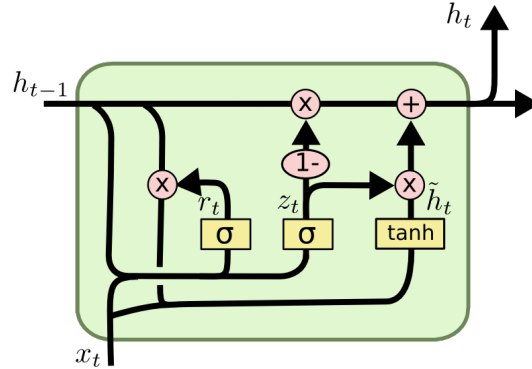 h_t
h_{t-1}
x +
1-
x r_t z_t x h̃_t
σ σ tanh
x_t